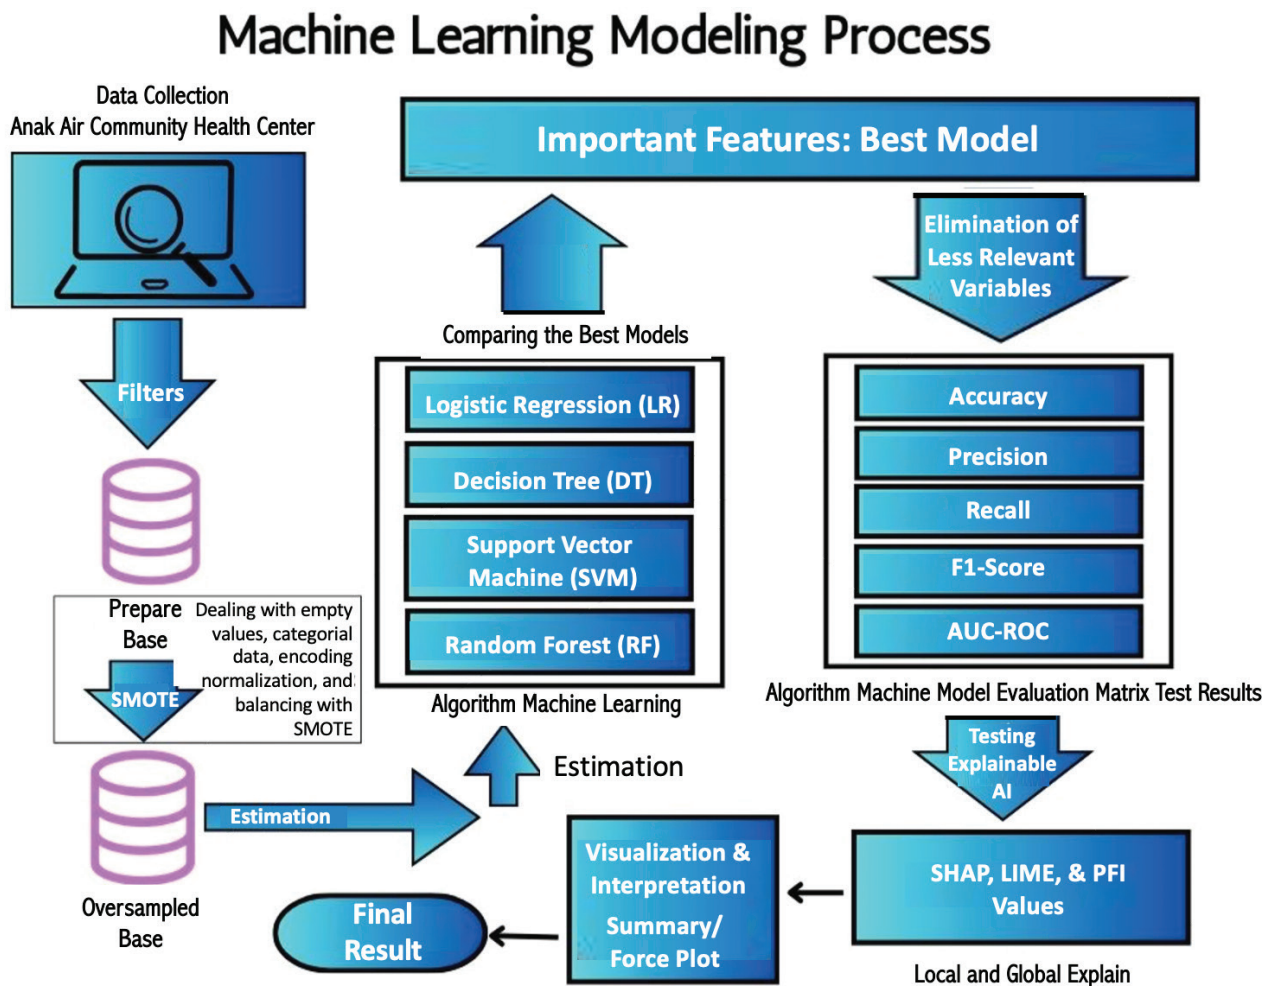 Machine Learning Modeling Process
Data Collection
Anak Air Community Health Center
Filters
Prepare
Base
Dealing with empty
values, categorial
data, encoding
normalization, and
balancing with
SMOTE
SMOTE
Oversampled
Base
Estimation
Estimation
Algorithm Machine Learning
Logistic Regression (LR)
Decision Tree (DT)
Support Vector
Machine (SVM)
Random Forest (RF)
Comparing the Best Models
Important Features: Best Model
Elimination of
Less Relevant
Variables
Accuracy
Precision
Recall
F1-Score
AUC-ROC
Algorithm Machine Model Evaluation Matrix Test Results
Testing
Explainable
AI
SHAP, LIME, & PFI
Values
Local and Global Explain
Visualization &
Interpretation
Summary/
Force Plot
Final
Result